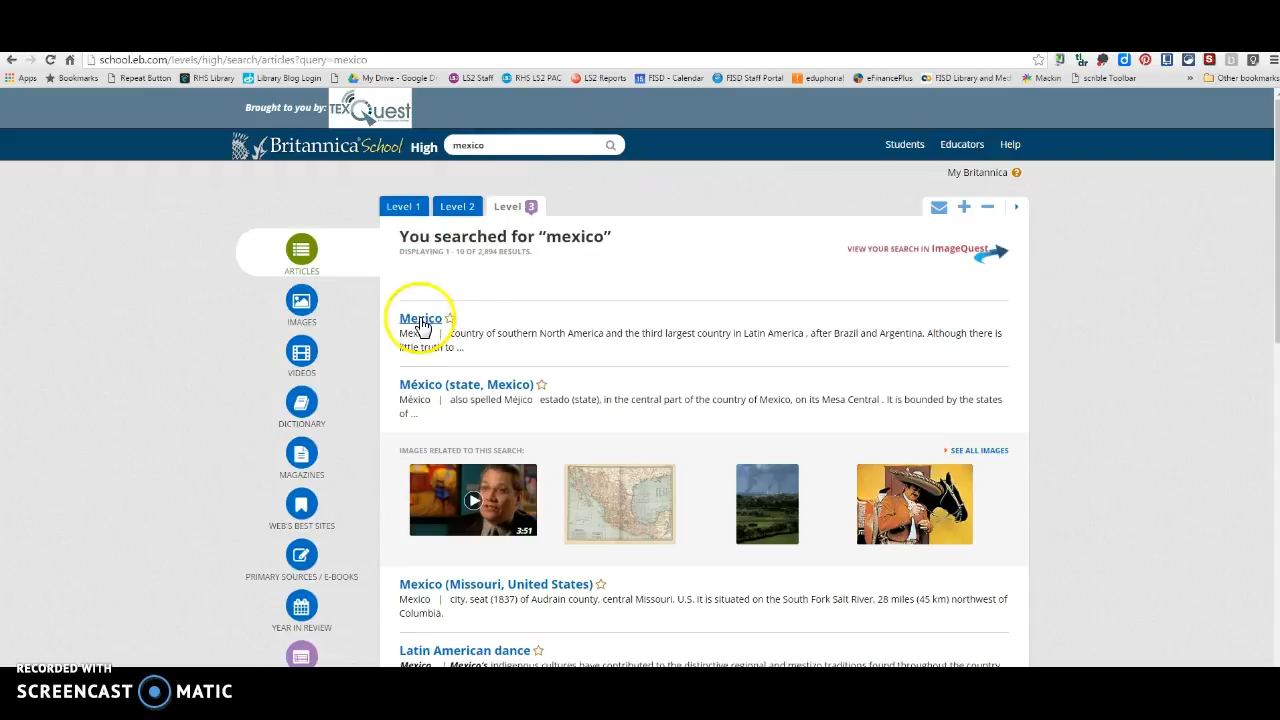 school.eb.com/levels/high/search/articles?query=mexico
Apps Bookmarks Repeat Button RHS Library Library Blog Login My Drive - Google D LS2 Staff RHS LS2 PAC LS2 Reports FISD - Calendar FISD Staff Portal eduphoria! eFinancePlus FISD Library and Med Mackin scrible Toolbar » Other bookmarks
Brought to you by: TEXQuest
Britannica School High mexico Students Educators Help
My Britannica ?
Level 1 Level 2 Level 3
You searched for “mexico”
DISPLAYING 1 - 10 OF 2,894 RESULTS.
VIEW YOUR SEARCH IN ImageQuest
ARTICLES
IMAGES
VIDEOS
DICTIONARY
MAGAZINES
WEB'S BEST SITES
PRIMARY SOURCES / E-BOOKS
YEAR IN REVIEW
Mexico
Mexico | country of southern North America and the third largest country in Latin America , after Brazil and Argentina. Although there is
little truth to ...
México (state, Mexico)
México | also spelled Méjico estado (state), in the central part of the country of Mexico, on its Mesa Central . It is bounded by the states
of ...
IMAGES RELATED TO THIS SEARCH: SEE ALL IMAGES
3:51
Mexico (Missouri, United States)
Mexico | city, seat (1837) of Audrain county, central Missouri, U.S. It is situated on the South Fork Salt River, 28 miles (45 km) northwest of
Columbia.
Latin American dance
Mexico | Mexico's indigenous cultures have contributed to the distinctive regional and mestizo traditions found throughout the country.
RECORDED WITH
SCREENCAST MATIC